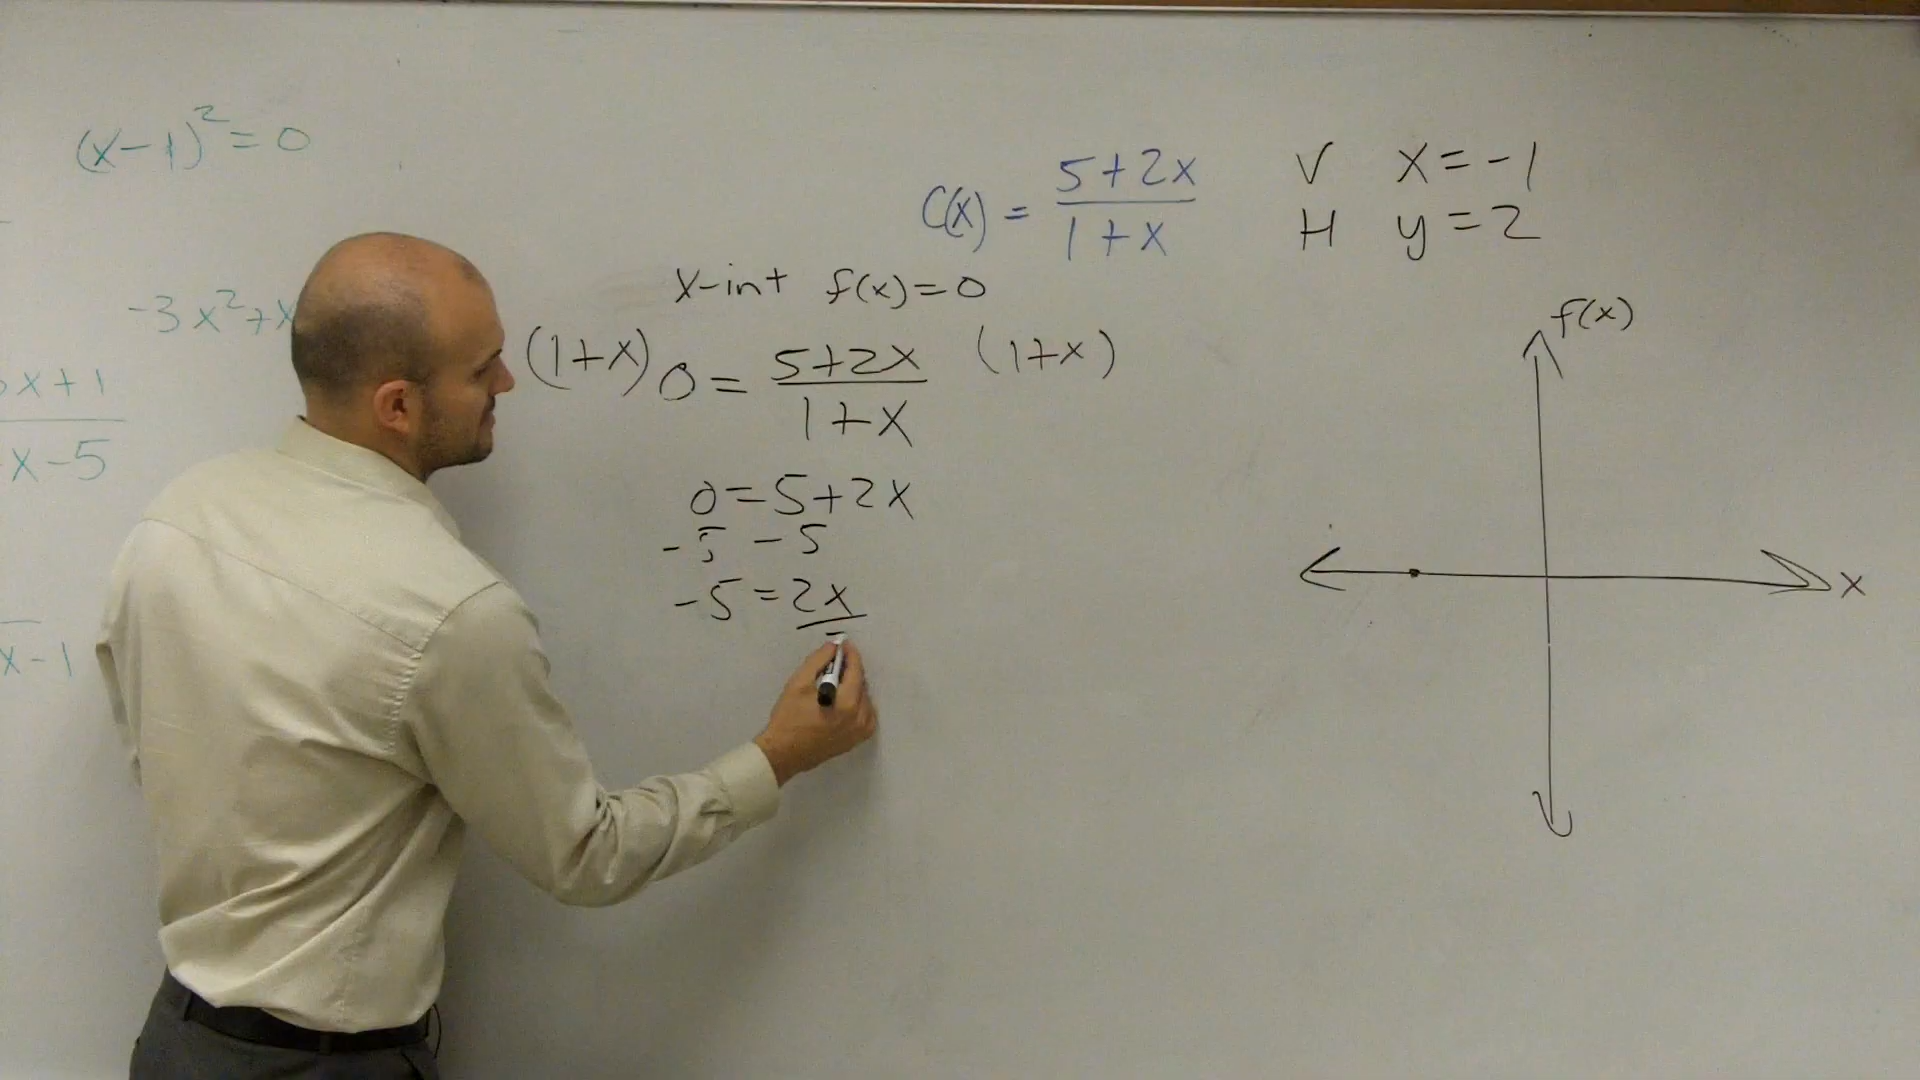 (x-1)²=0
-3x²+x
x+1
x-5
x-1
C(x) = 5+2x / 1+x
V x=-1
H y=2
x-int f(x)=0
(1+x) 0 = 5+2x / 1+x (1+x)
0=5+2x
-5 -5
-5=2x
f(x)
x